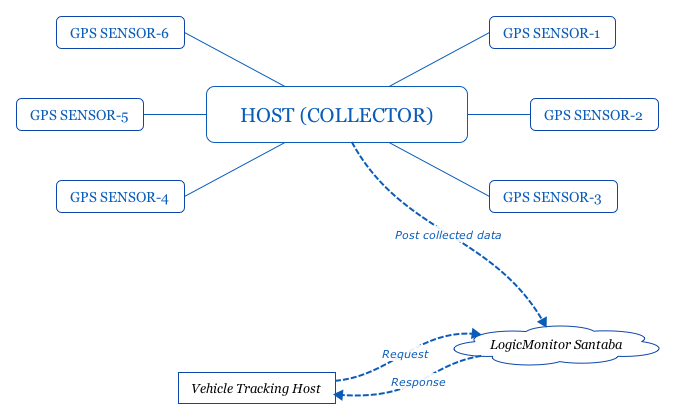 GPS SENSOR-6
GPS SENSOR-1
GPS SENSOR-5
HOST (COLLECTOR)
GPS SENSOR-2
GPS SENSOR-4
GPS SENSOR-3
Post collected data
LogicMonitor Santaba
Request
Response
Vehicle Tracking Host